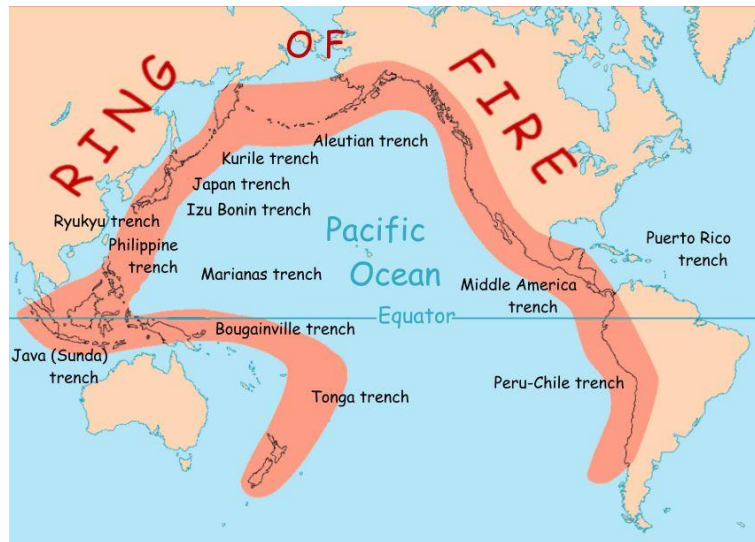 RING OF FIRE
Aleutian trench
Kurile trench
Japan trench
Izu Bonin trench
Ryukyu trench
Philippine
trench
Pacific
Ocean
Puerto Rico
trench
Marianas trench
Middle America
trench
Equator
Bougainville trench
Java (Sunda)
trench
Peru-Chile trench
Tonga trench